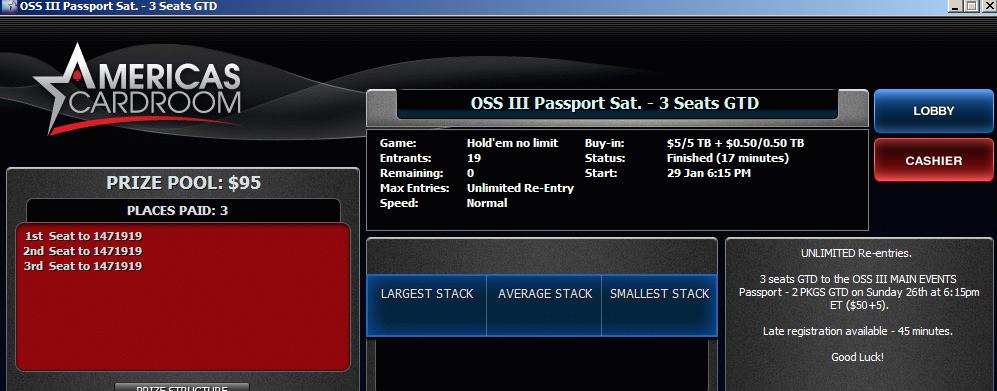 OSS III Passport Sat. - 3 Seats GTD
AMERICAS
CARDROOM
OSS III Passport Sat. - 3 Seats GTD
LOBBY
CASHIER
Game: Hold'em no limit Buy-in: $5/5 TB + $0.50/0.50 TB
Entrants: 19 Status: Finished (17 minutes)
Remaining: 0 Start: 29 Jan 6:15 PM
Max Entries: Unlimited Re-Entry
Speed: Normal
PRIZE POOL: $95
PLACES PAID: 3
1st Seat to 1471919
2nd Seat to 1471919
3rd Seat to 1471919
PRIZE STRUCTURE
LARGEST STACK AVERAGE STACK SMALLEST STACK
UNLIMITED Re-entries.
3 seats GTD to the OSS III MAIN EVENTS
Passport - 2 PKGS GTD on Sunday 26th at 6:15pm
ET ($50+5).
Late registration available - 45 minutes.
Good Luck!